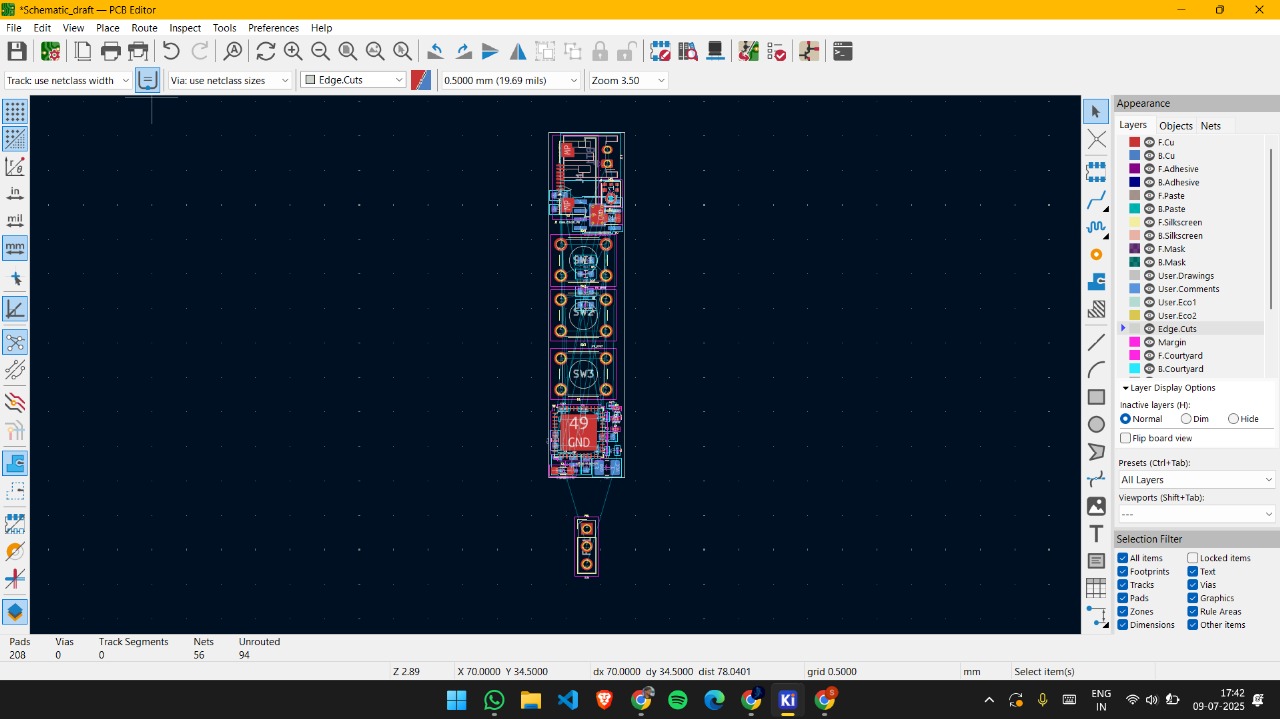 *Schematic_draft — PCB Editor
File Edit View Place Route Inspect Tools Preferences Help
Track: use netclass width Via: use netclass sizes Edge.Cuts 0.5000 mm (19.69 mils) Zoom 3.50
in
mil
mm
SW1
SW2
SW3
49
GND
Appearance
Layers Objects Nets
F.Cu
B.Cu
F.Adhesive
B.Adhesive
F.Paste
B.Paste
F.Silkscreen
B.Silkscreen
F.Mask
B.Mask
User.Drawings
User.Comments
User.Eco1
User.Eco2
Edge.Cuts
Margin
F.Courtyard
B.Courtyard
Layer Display Options
Inactive layers (H):
Normal Dim Hide
Flip board view
Presets (Ctrl+Tab):
All Layers
Viewports (Shift+Tab):
---
Selection Filter
All items Locked items
Footprints Text
Tracks Vias
Pads Graphics
Zones Rule Areas
Dimensions Other items
Pads Vias Track Segments Nets Unrouted
208 0 0 56 94
Z 2.89 X 70.0000 Y 34.5000 dx 70.0000 dy 34.5000 dist 78.0401 grid 0.5000 mm Select item(s)
ENG
IN
17:42
09-07-2025